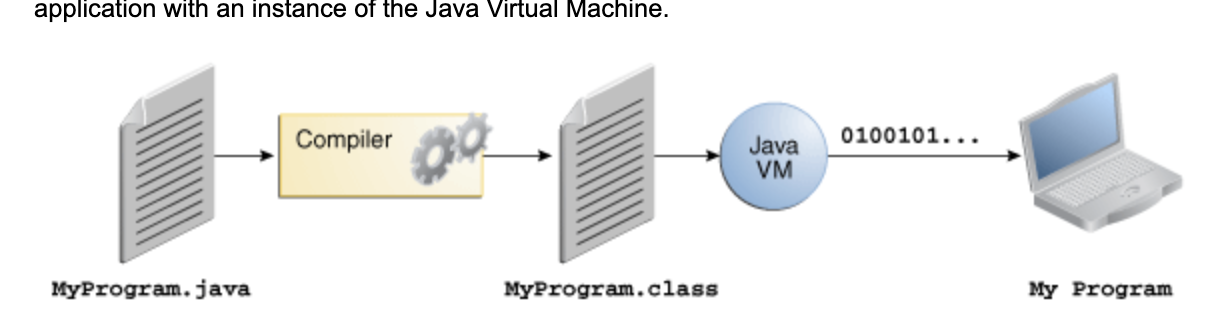 application with an instance of the Java Virtual Machine.
Compiler
Java
VM
0100101...
MyProgram.java
MyProgram.class
My Program